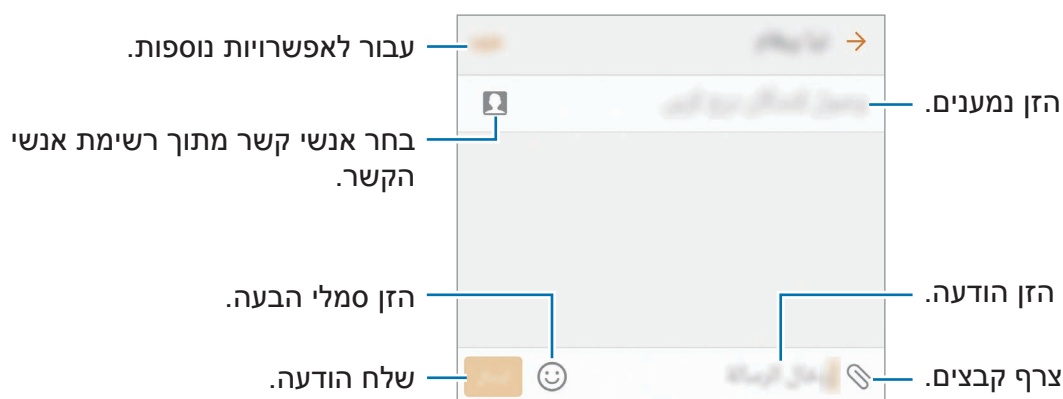 עבור לאפשרויות נוספות.
הזן נמענים.
בחר אנשי קשר מתוך רשימת אנשי
הקשר.
הזן הודעה.
הזן סמלי הבעה.
צרף קבצים.
שלח הודעה.